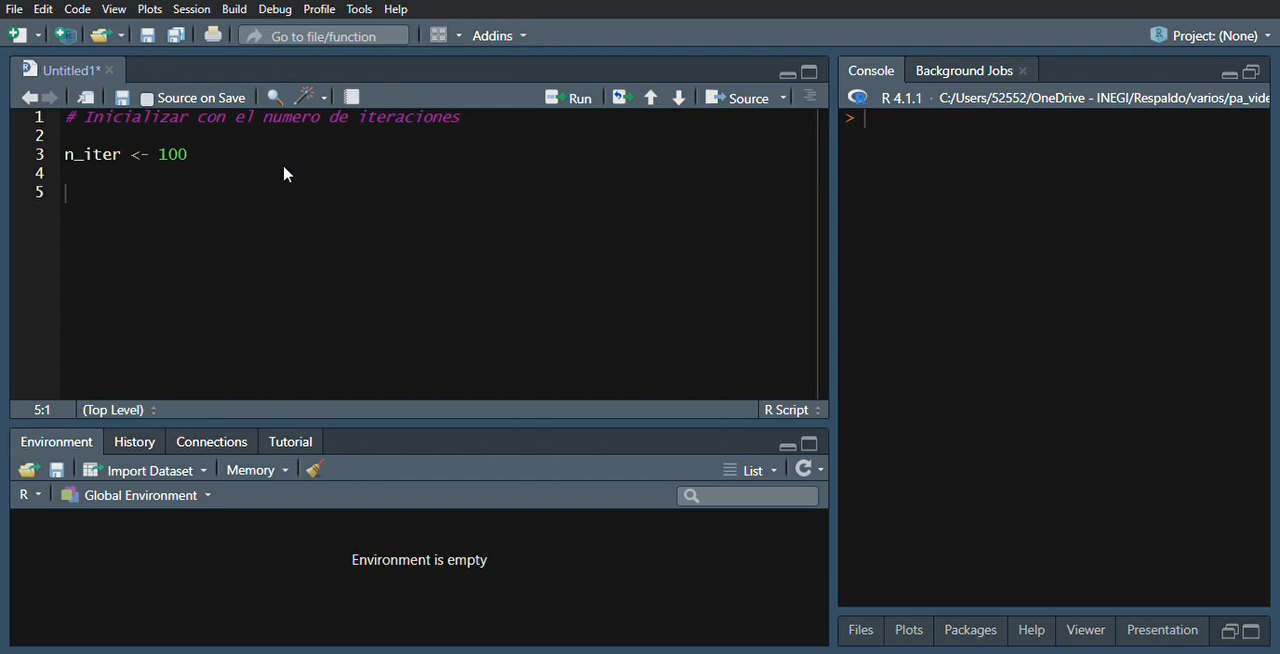 File Edit Code View Plots Session Build Debug Profile Tools Help
Go to file/function Addins Project: (None)
Untitled1*
Source on Save Run Source
1 # Inicializar con el numero de iteraciones
2
3 n_iter <- 100
4
5
5:1 (Top Level) R Script
Environment History Connections Tutorial
Import Dataset Memory List
R Global Environment
Environment is empty
Console Background Jobs
R 4.1.1 · C:/Users/52552/OneDrive - INEGI/Respaldo/varios/pa_vide
>
Files Plots Packages Help Viewer Presentation